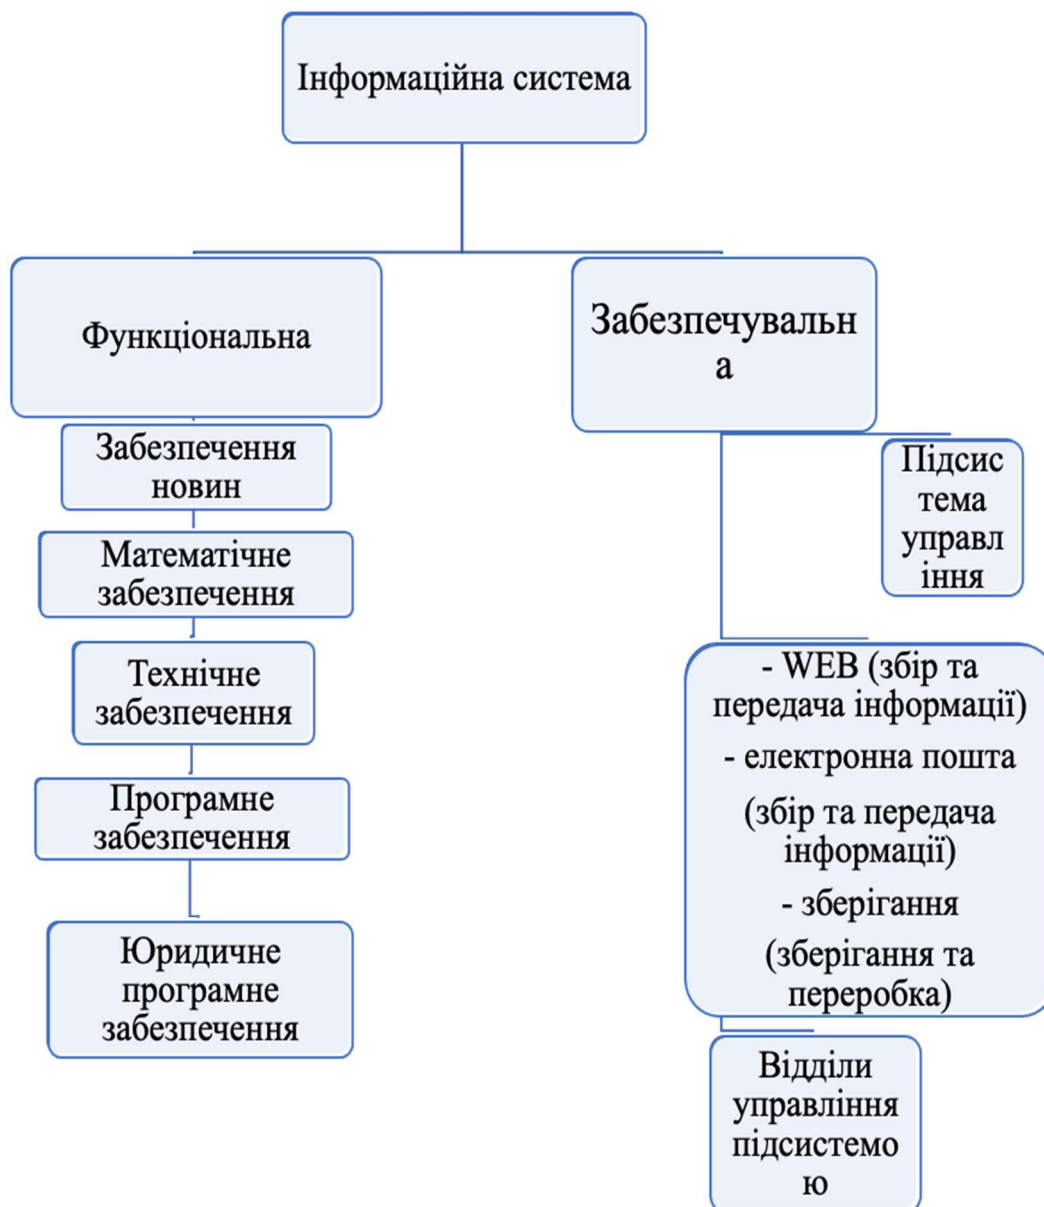 Інформаційна система
Функціональна
Забезпечувальн
а
Забезпечення
новин
Математічне
забезпечення
Технічне
забезпечення
Програмне
забезпечення
Юридичне
програмне
забезпечення
Підсис
тема
управл
іння
- WEB (збір та
передача інформації)
- електронна пошта
(збір та передача
інформації)
- зберігання
(зберігання та
переробка)
Відділи
управління
підсистемо
ю